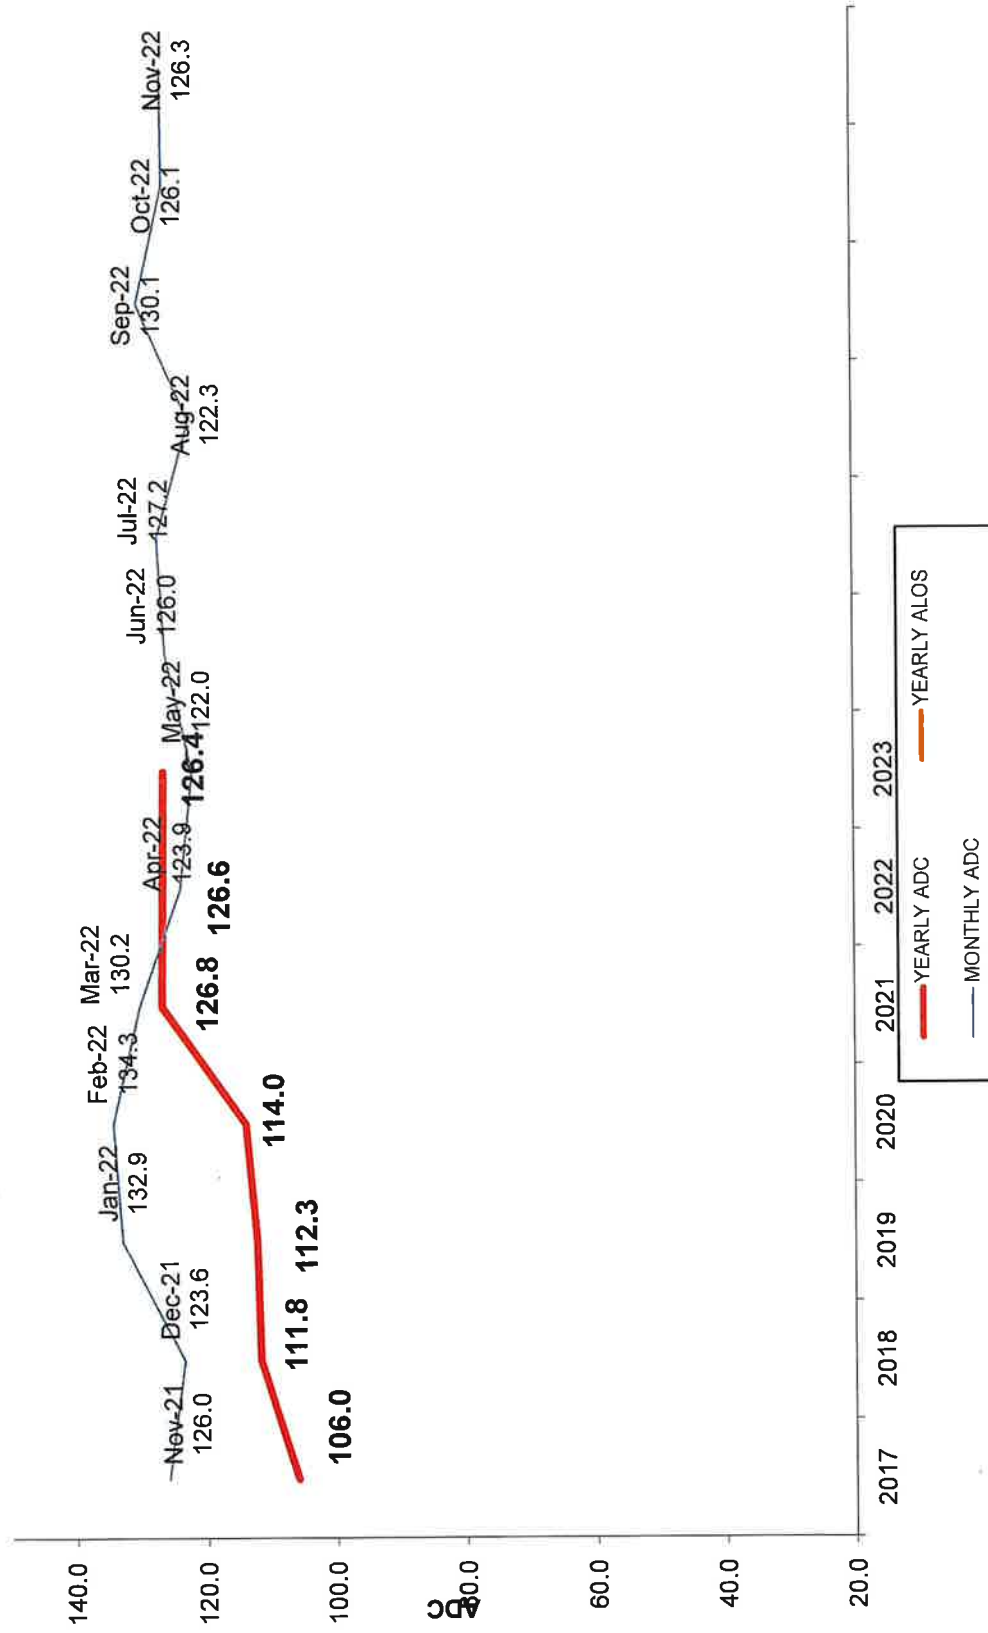 140.0
120.0
100.0
80.0
60.0
40.0
20.0
ADC
Nov-21
126.0
Dec-21
123.6
Jan-22
132.9
Feb-22
134.3
Mar-22
130.2
Apr-22
123.9
May-22
122.0
Jun-22
126.0
Jul-22
127.2
Aug-22
122.3
Sep-22
130.1
Oct-22
126.1
Nov-22
126.3
106.0
111.8
112.3
114.0
126.8
126.6
126.4
2017 2018 2019 2020 2021 2022 2023
YEARLY ADC YEARLY ALOS
MONTHLY ADC